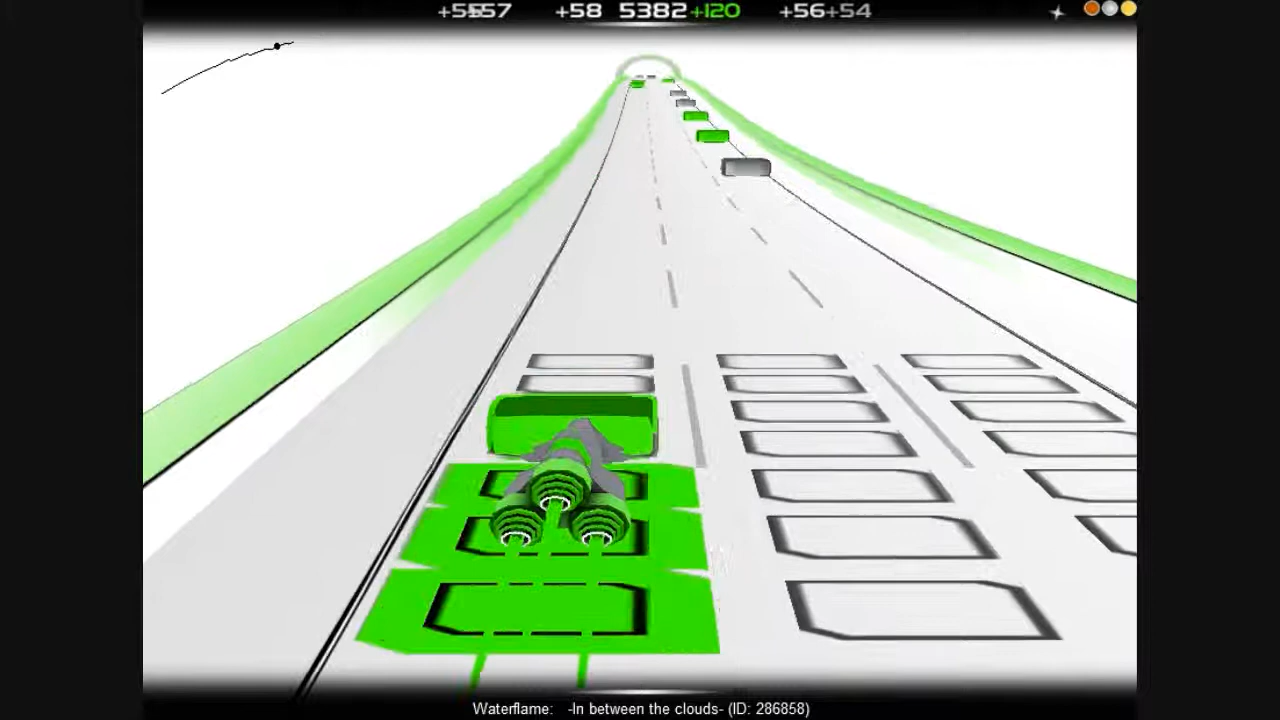 +58 5382 +120 +56 +54
Waterflame: -In between the clouds- (ID: 286858)